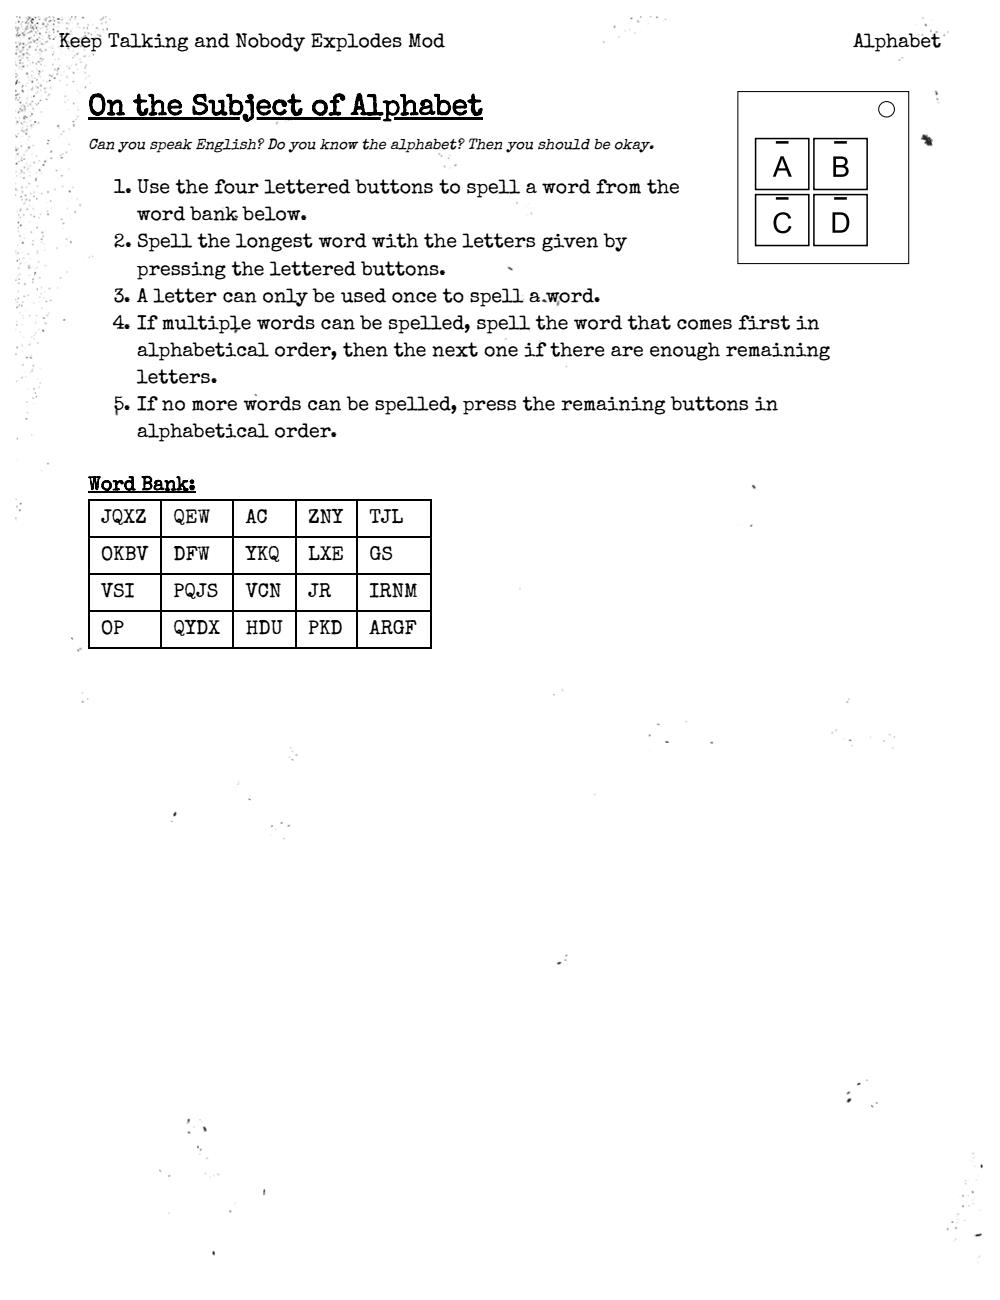 Keep Talking and Nobody Explodes Mod Alphabet
On the Subject of Alphabet
Can you speak English? Do you know the alphabet? Then you should be okay.
A B
C D
1. Use the four lettered buttons to spell a word from the
word bank below.
2. Spell the longest word with the letters given by
pressing the lettered buttons.
3. A letter can only be used once to spell a word.
4. If multiple words can be spelled, spell the word that comes first in
alphabetical order, then the next one if there are enough remaining
letters.
5. If no more words can be spelled, press the remaining buttons in
alphabetical order.
Word Bank:
JQXZ QEW AC ZNY TJL
OKBV DFW YKQ LXE GS
VSI PQJS VCN JR IRNM
OP QYDX HDU PKD ARGF